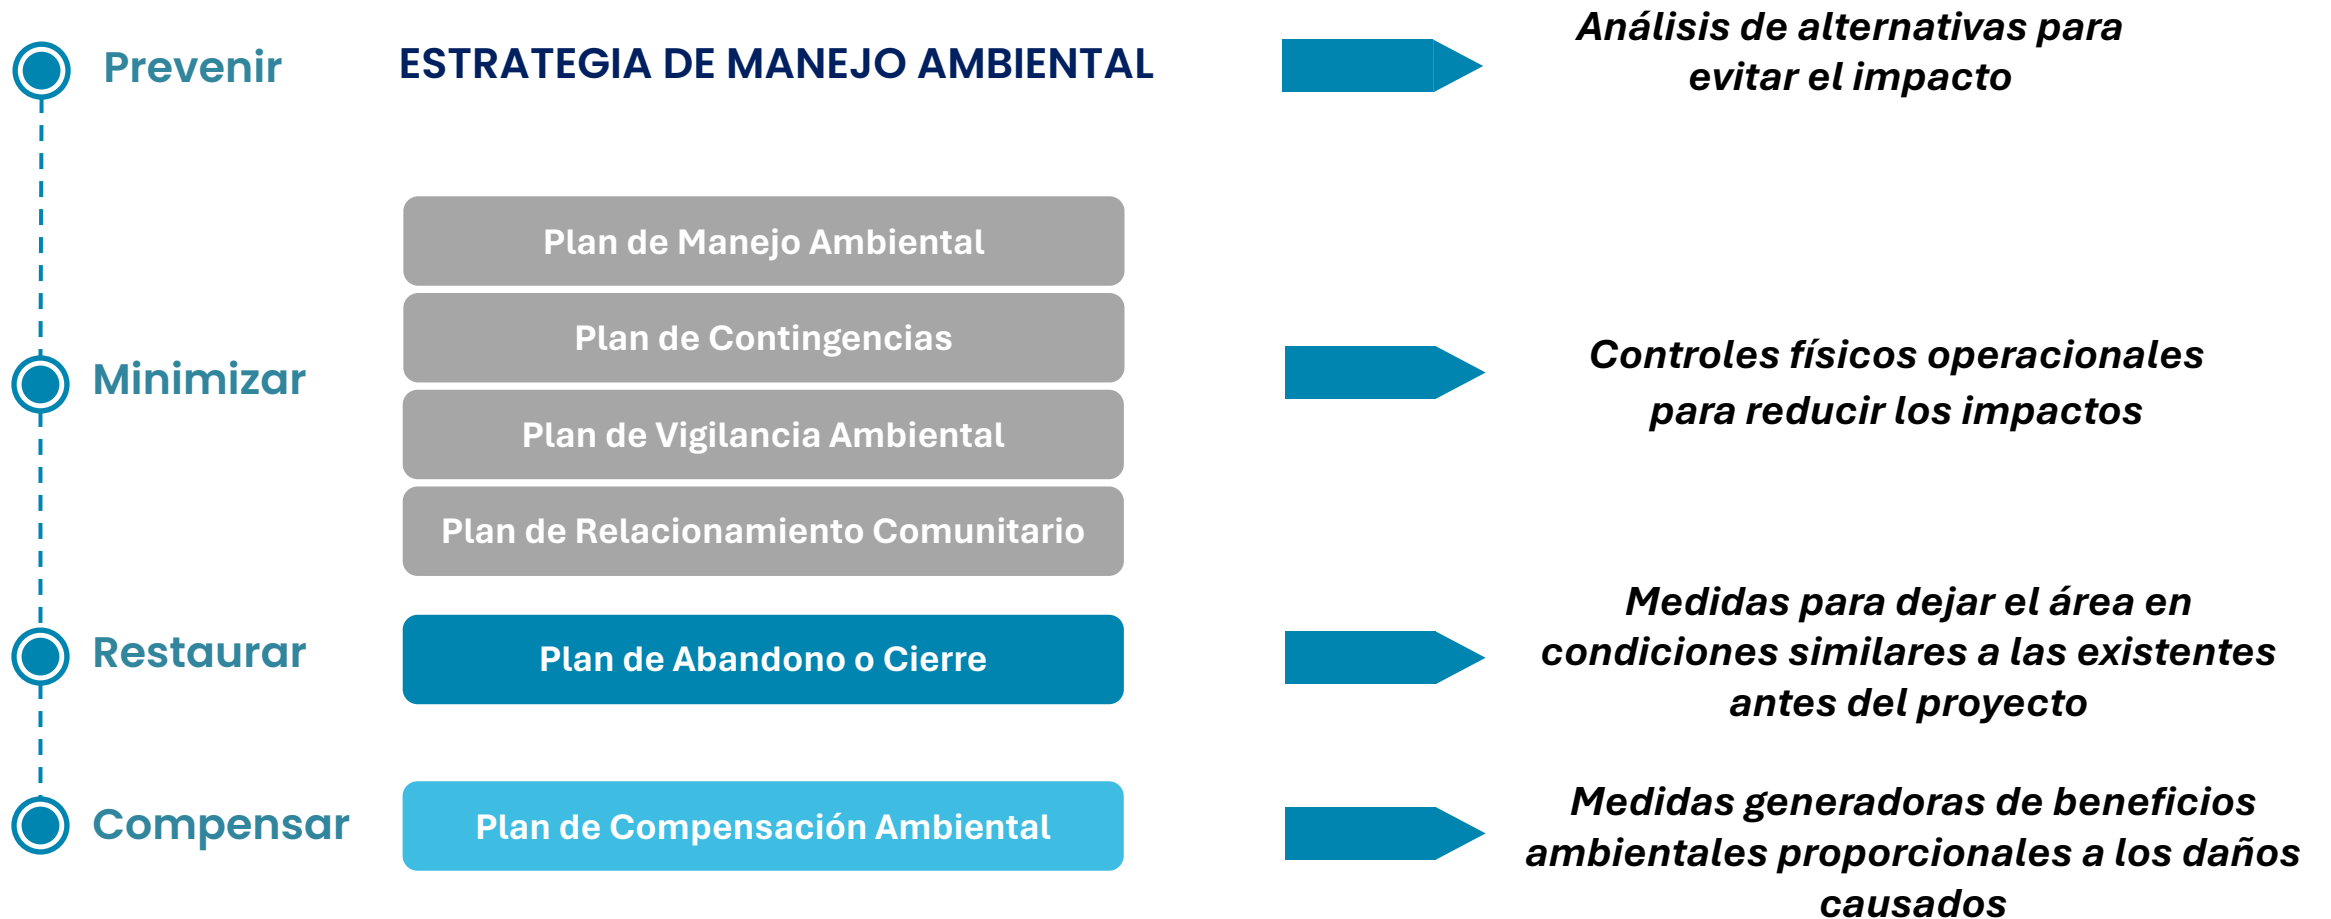 Prevenir
ESTRATEGIA DE MANEJO AMBIENTAL
Análisis de alternativas para
evitar el impacto
Minimizar
Plan de Manejo Ambiental
Plan de Contingencias
Plan de Vigilancia Ambiental
Plan de Relacionamiento Comunitario
Controles físicos operacionales
para reducir los impactos
Restaurar
Plan de Abandono o Cierre
Medidas para dejar el área en
condiciones similares a las existentes
antes del proyecto
Compensar
Plan de Compensación Ambiental
Medidas generadoras de beneficios
ambientales proporcionales a los daños
causados